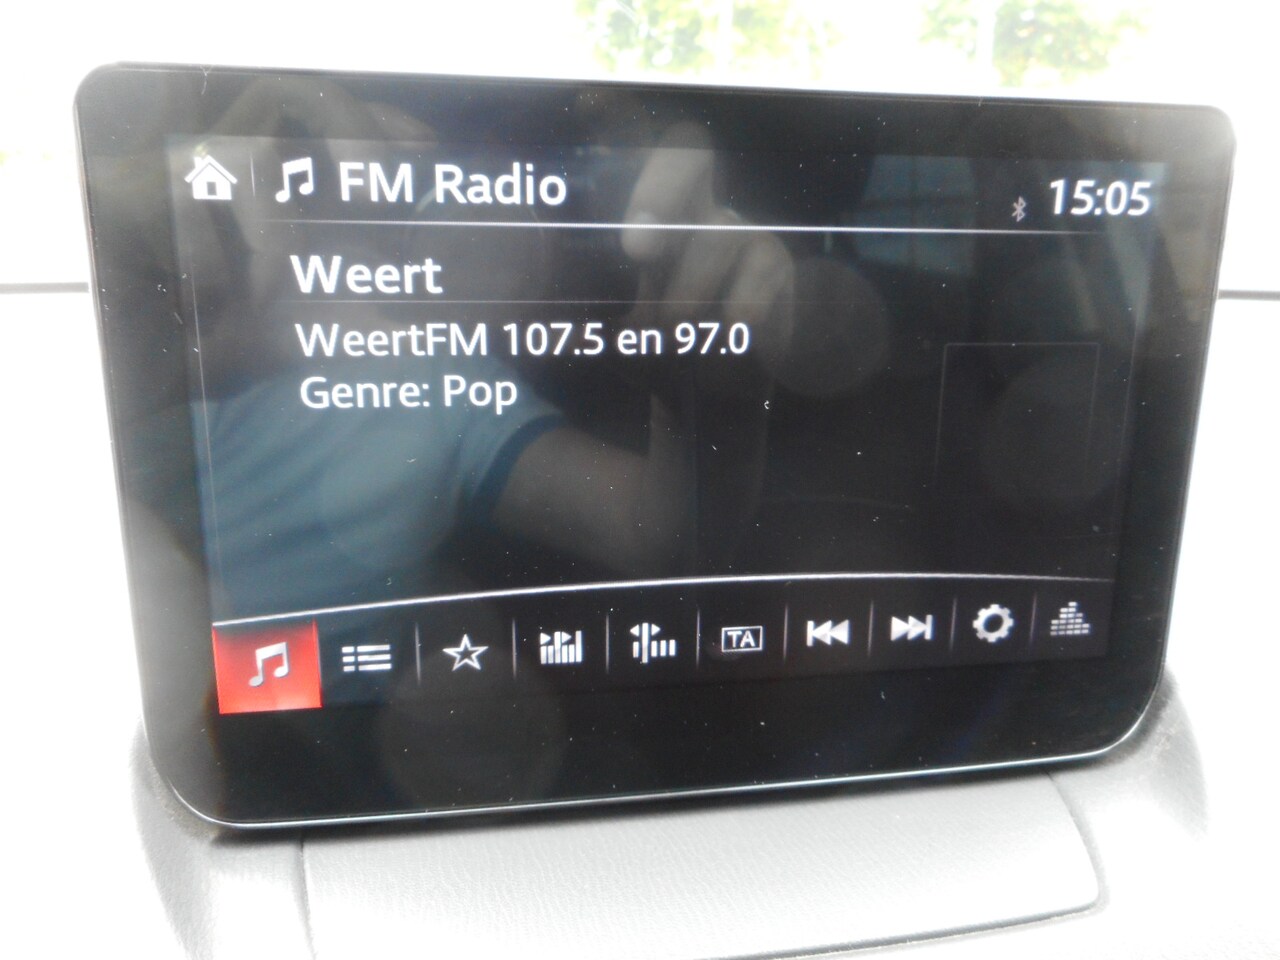 FM Radio
15:05
Weert
WeertFM 107.5 en 97.0
Genre: Pop
TA